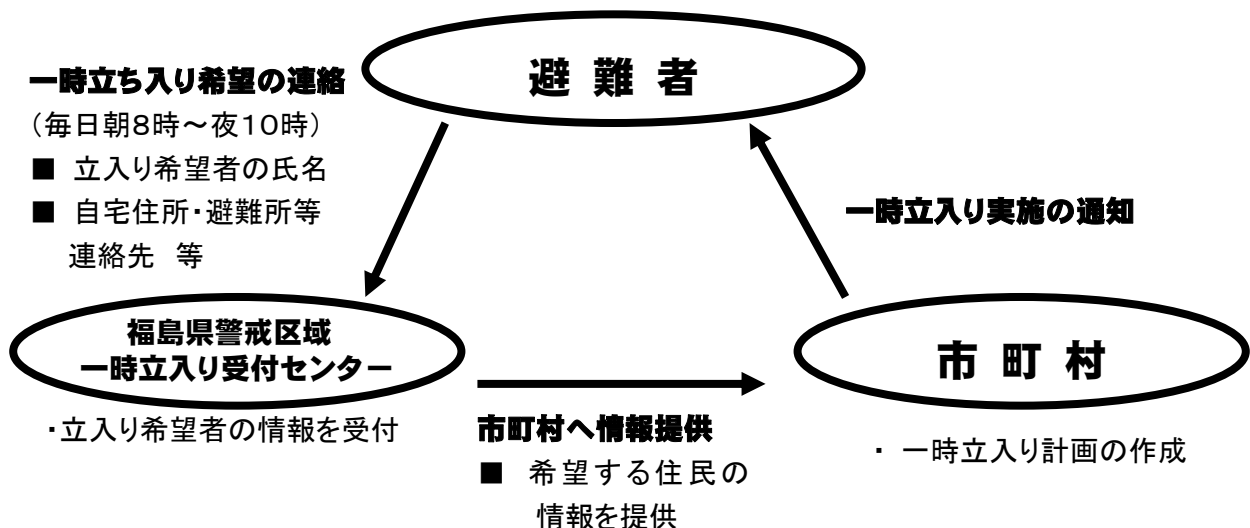 避難者
一時立ち入り希望の連絡
（毎日朝8時～夜10時）
■ 立入り希望者の氏名
■ 自宅住所・避難所等
連絡先 等
一時立入り実施の通知
福島県警戒区域
一時立入り受付センター
・立入り希望者の情報を受付
市町村へ情報提供
■ 希望する住民の
情報を提供
市町村
・ 一時立入り計画の作成